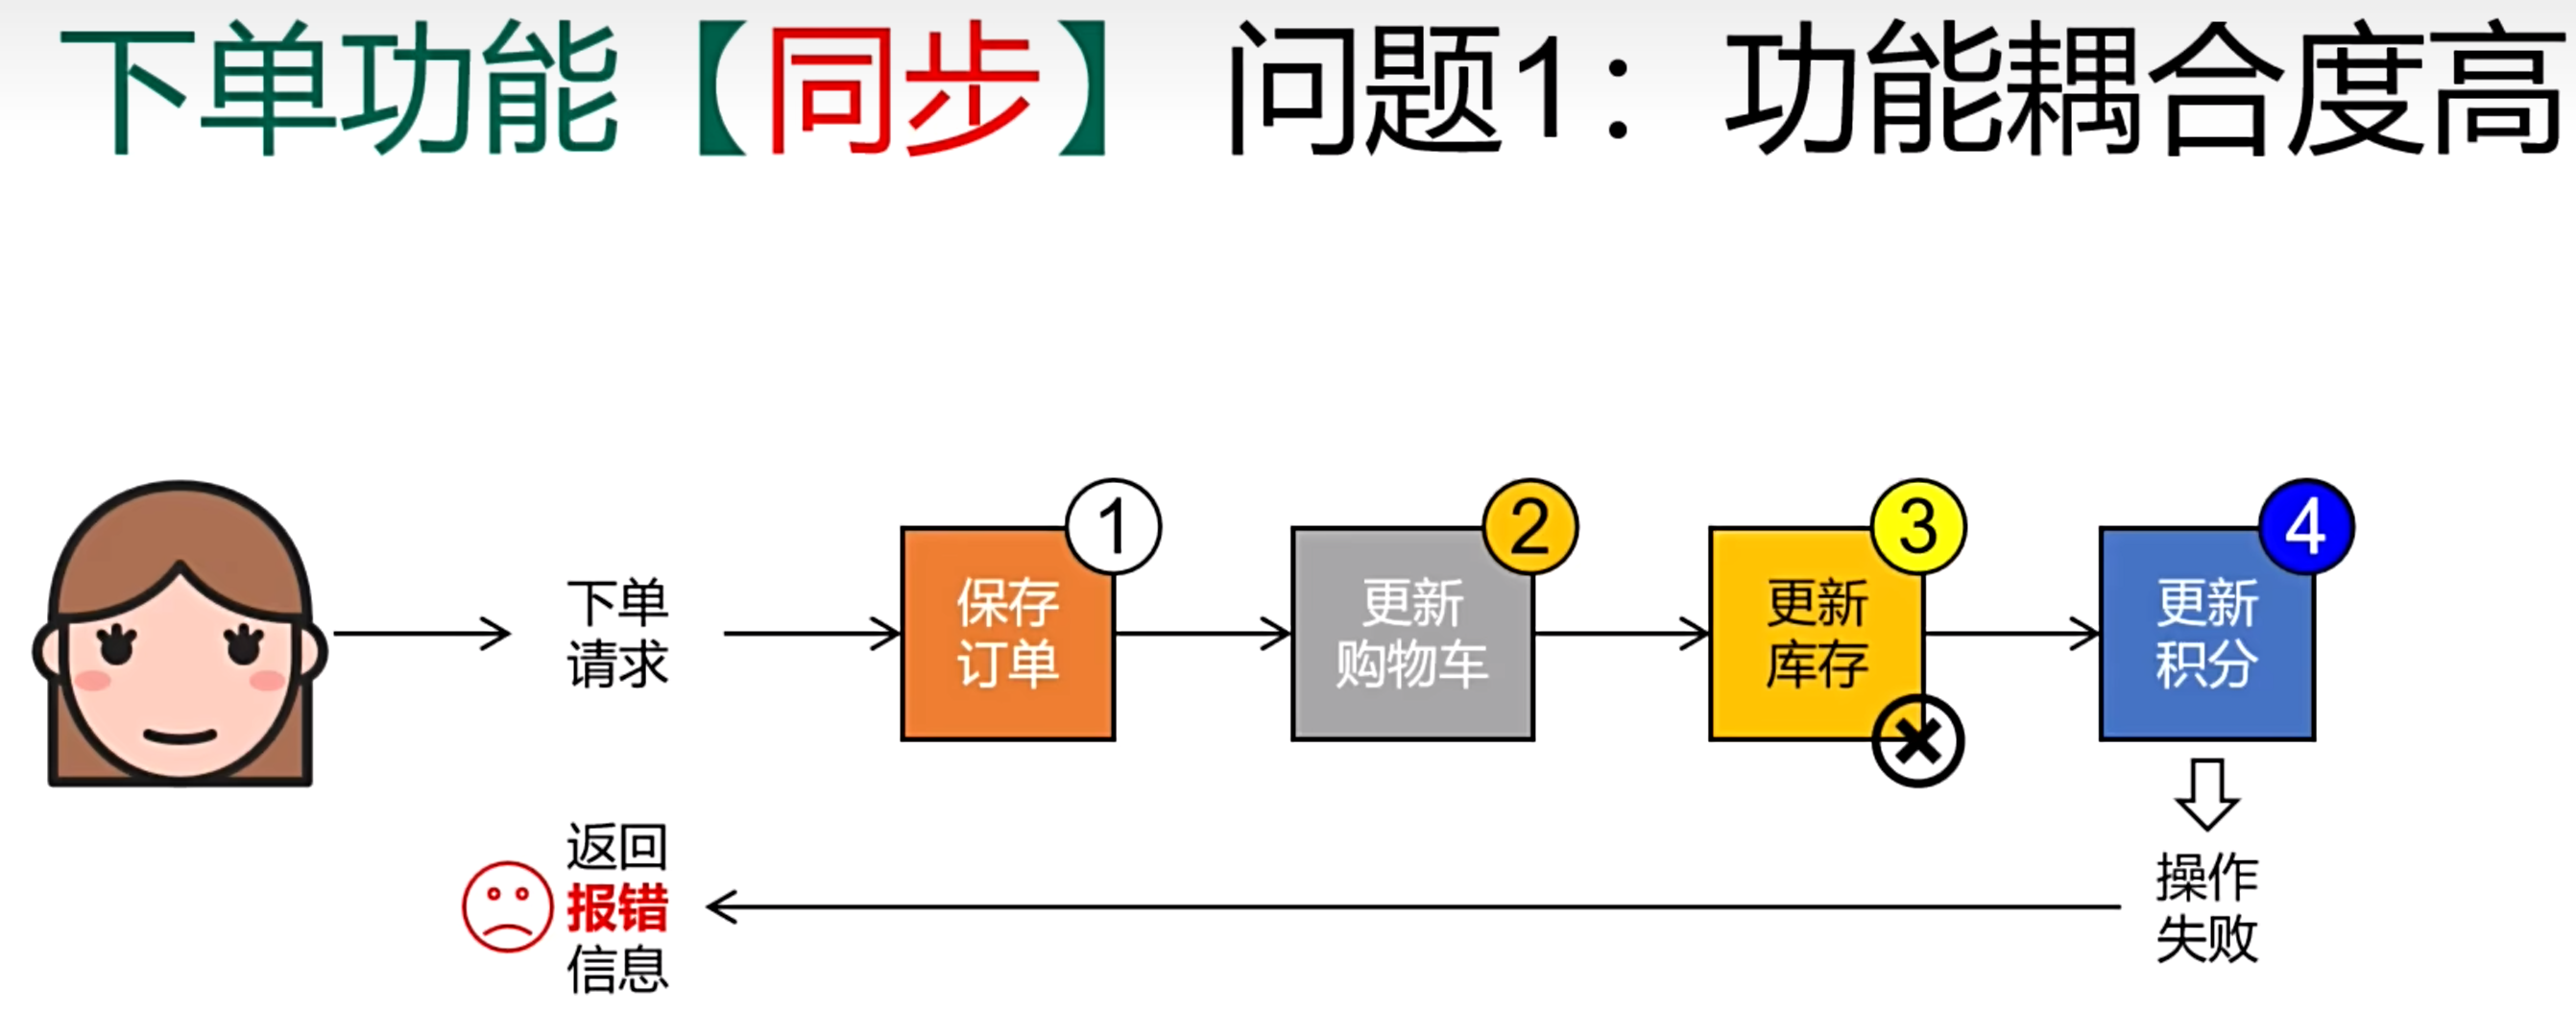 下单功能【同步】 问题1：功能耦合度高
下单
请求
1
保存
订单
2
更新
购物车
3
更新
库存
4
更新
积分
操作
失败
返回
报错
信息